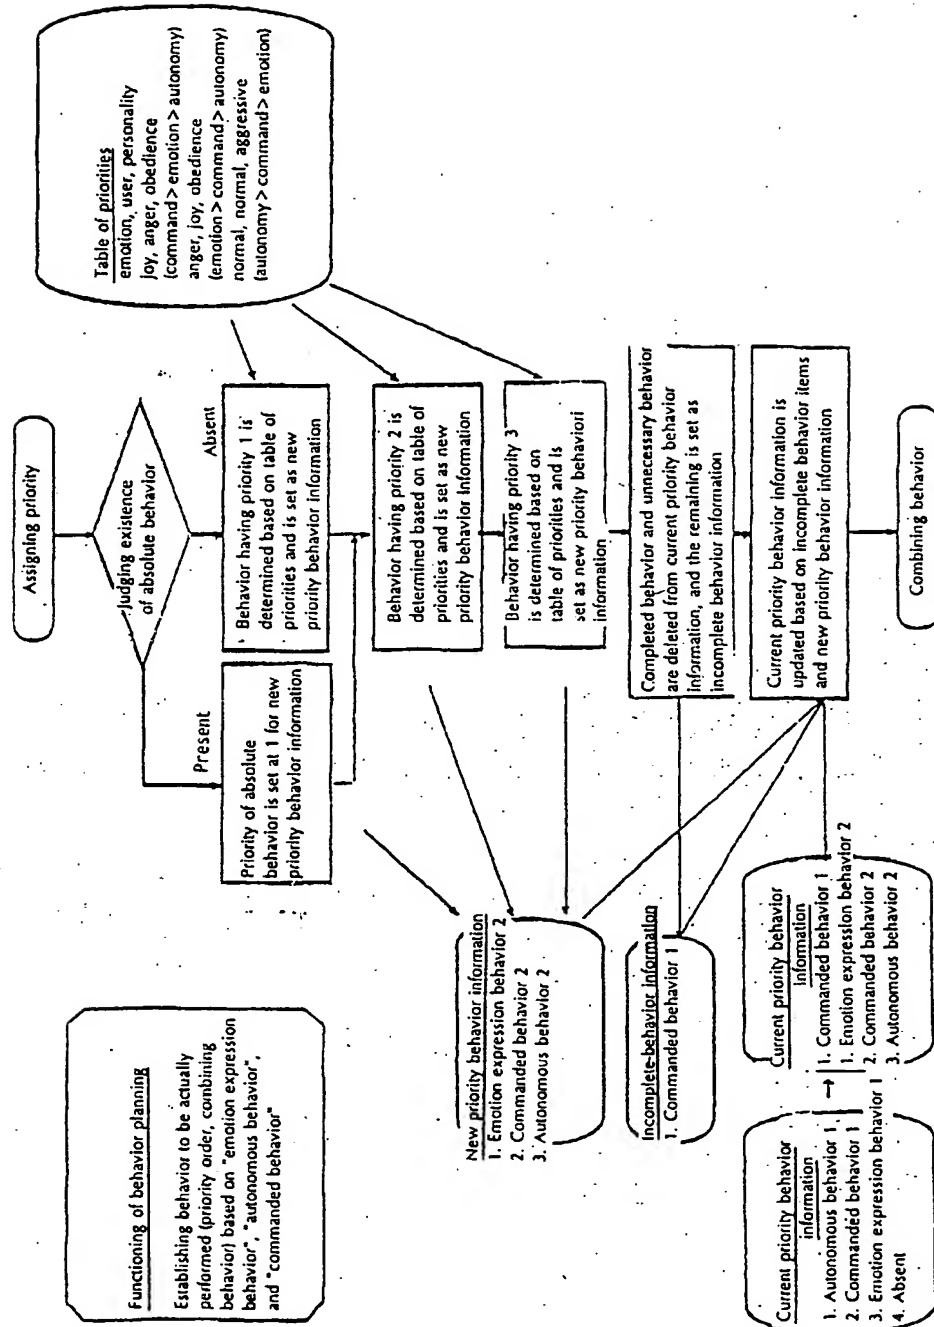 Functioning of behavior planning
Establishing behavior to be actually
performed (priority order, combining
behavior) based on "emotion expression
behavior", "autonomous behavior",
and "commanded behavior"
Assigning priority
Judging existence
of absolute behavior
Present
Absent
Priority of absolute
behavior is set at 1 for new
priority behavior information
Behavior having priority 1 is
determined based on table of
priorities and is set as new
priority behavior information
Table of priorities
emotion, user, personality
joy, anger, obedience
(command > emotion > autonomy)
anger, joy, obedience
(emotion > command > autonomy)
normal, normal, aggressive
(autonomy > command > emotion)
Behavior having priority 2 is
determined based on table of
priorities and is set as new
priority behavior Information
Behavior having priority 3
is determined based on
table of priorities and is
set as new priority behaviori
information
Completed behavior and unnecessary behavior
are deleted from current priority behavior
information, and the remaining is set as
incomplete behavior information
Current priority behavior information is
updated based on incomplete behavior items
and new priority behavior information
Combining behavior
New priority behavior information
1. Emotion expression behavior 2
2. Commanded behavior 2
3. Autonomous behavior 2
Incomplete-behavior information
1. Commanded behavior 1
Current priority behavior
information
1. Autonomous behavior 1
2. Commanded behavior 1
3. Emotion expression behavior 1
4. Absent
→
Current priority behavior
Information
1. Commanded behavior 1
1. Emotion expression behavior 2
2. Commanded behavior 2
3. Autonomous behavior 2